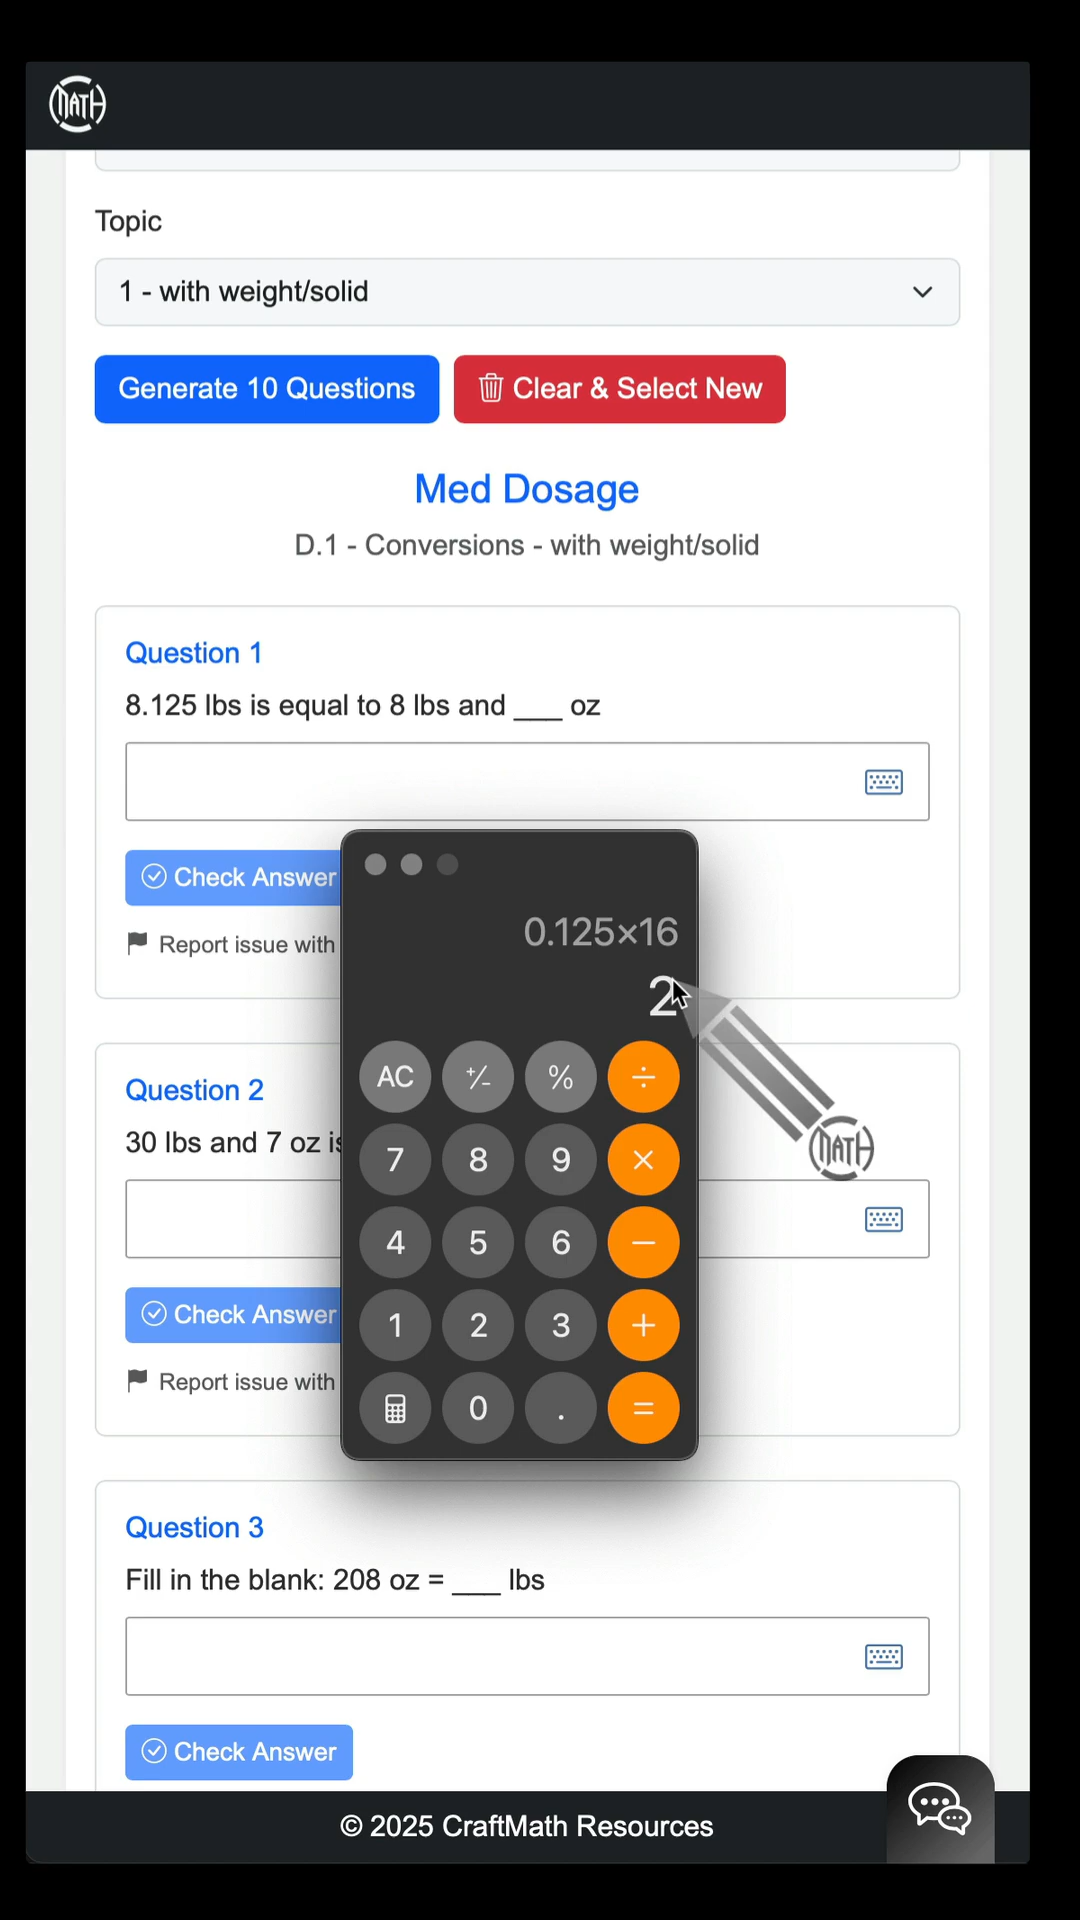 MATH
Topic
1 - with weight/solid
Generate 10 Questions
Clear & Select New
Med Dosage
D.1 - Conversions - with weight/solid
Question 1
8.125 lbs is equal to 8 lbs and ___ oz
Check Answer
Report issue with
0.125×16
2
AC
+/-
%
÷
7
8
9
×
4
5
6
−
1
2
3
+
0
.
=
MATH
Question 2
30 lbs and 7 oz is
Check Answer
Report issue with
Question 3
Fill in the blank: 208 oz = ___ lbs
Check Answer
© 2025 CraftMath Resources